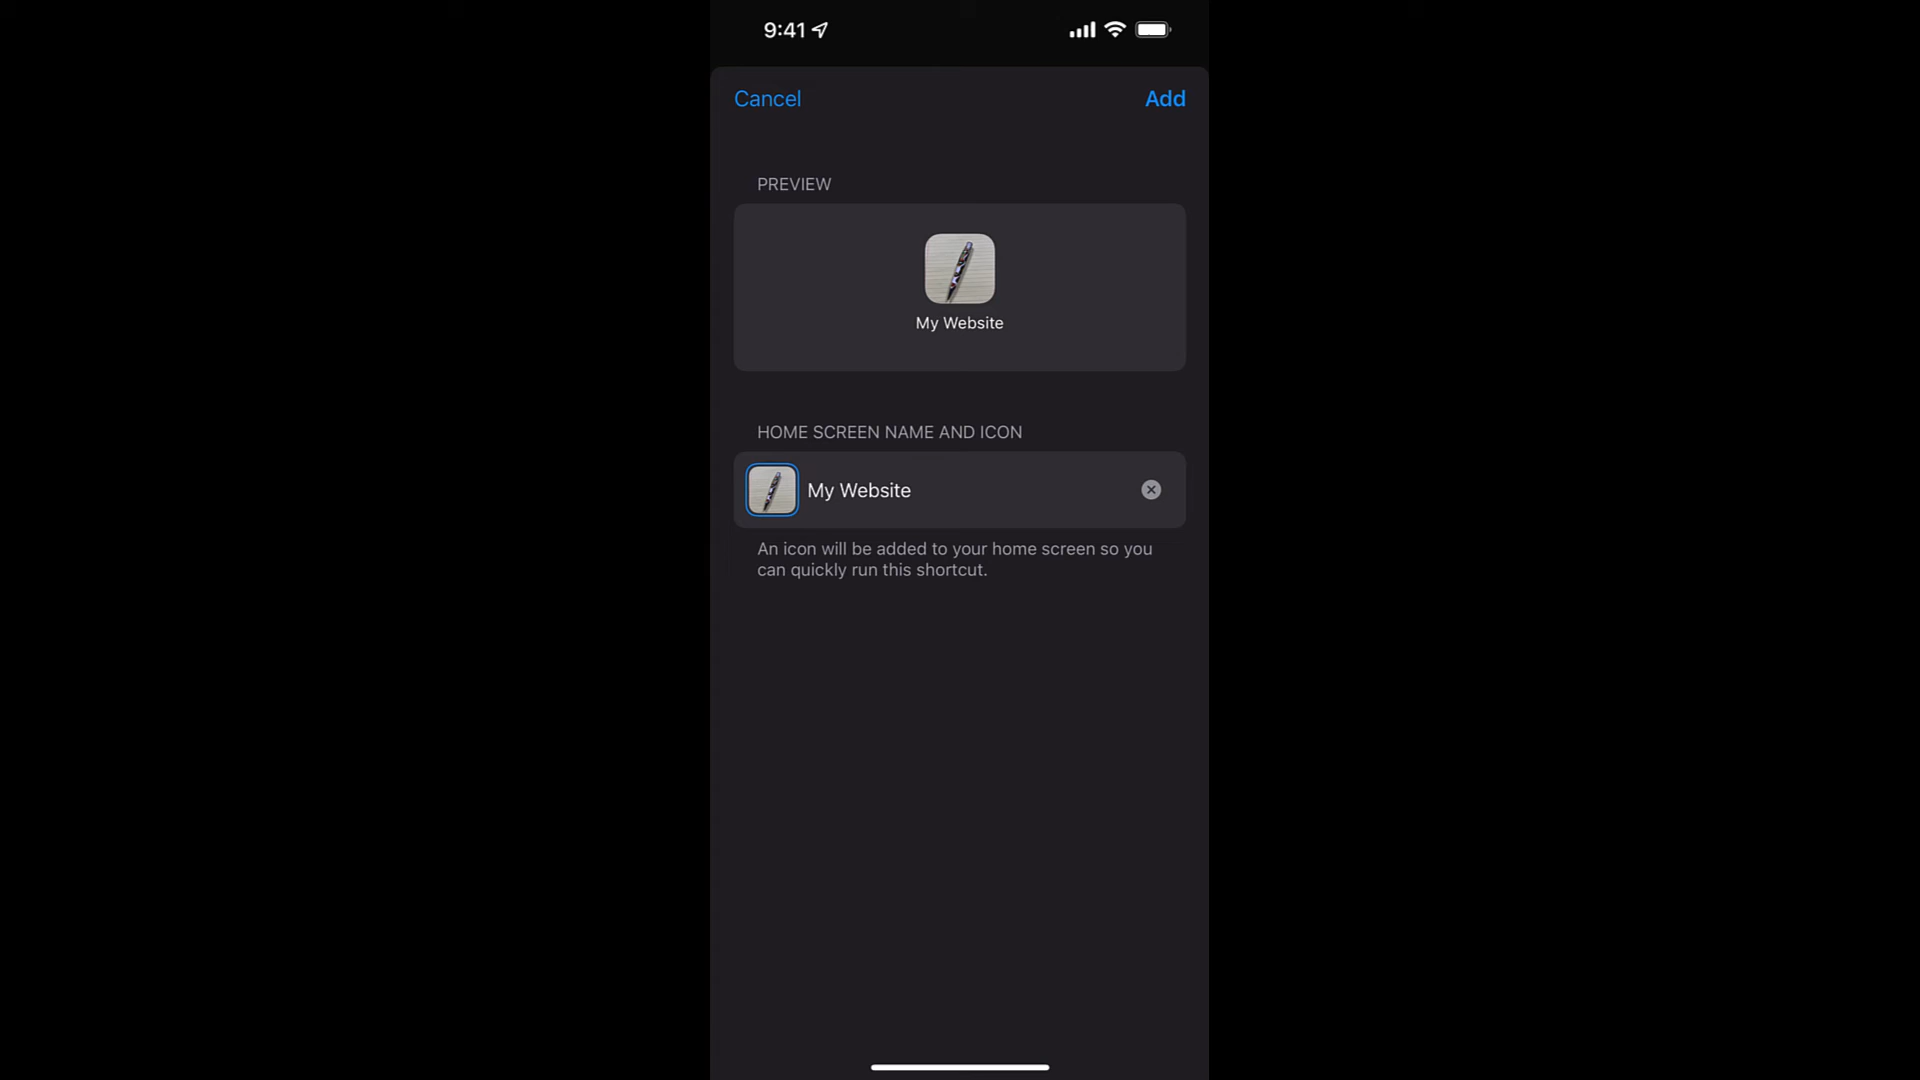 9:41
Cancel
Add
PREVIEW
My Website
HOME SCREEN NAME AND ICON
My Website
An icon will be added to your home screen so you
can quickly run this shortcut.